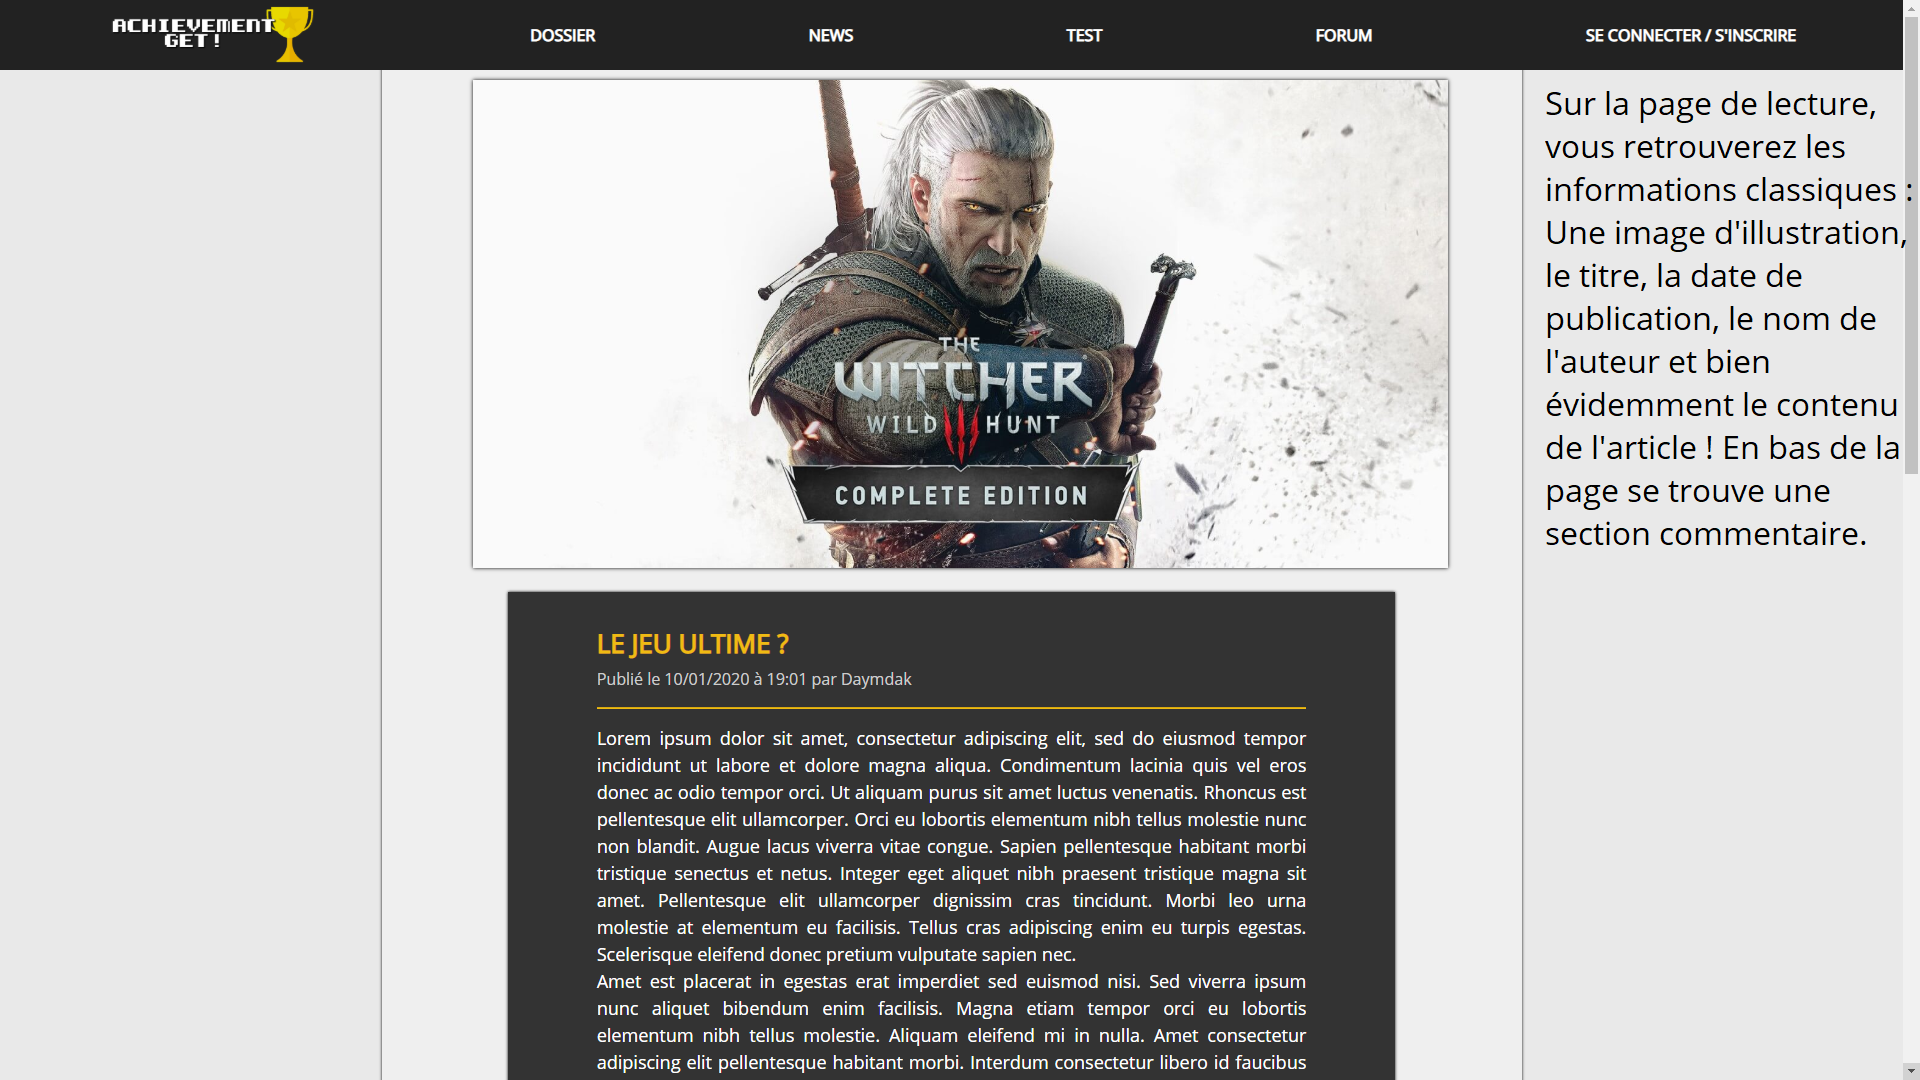 ACHIEVEMENT
GET !
DOSSIER
NEWS
TEST
FORUM
SE CONNECTER / S'INSCRIRE
THE
WITCHER
WILD HUNT
COMPLETE EDITION
Sur la page de lecture,
vous retrouverez les
informations classiques :
Une image d'illustration,
le titre, la date de
publication, le nom de
l'auteur et bien
évidemment le contenu
de l'article ! En bas de la
page se trouve une
section commentaire.
LE JEU ULTIME ?
Publié le 10/01/2020 à 19:01 par Daymdak
Lorem ipsum dolor sit amet, consectetur adipiscing elit, sed do eiusmod tempor
incididunt ut labore et dolore magna aliqua. Condimentum lacinia quis vel eros
donec ac odio tempor orci. Ut aliquam purus sit amet luctus venenatis. Rhoncus est
pellentesque elit ullamcorper. Orci eu lobortis elementum nibh tellus molestie nunc
non blandit. Augue lacus viverra vitae congue. Sapien pellentesque habitant morbi
tristique senectus et netus. Integer eget aliquet nibh praesent tristique magna sit
amet. Pellentesque elit ullamcorper dignissim cras tincidunt. Morbi leo urna
molestie at elementum eu facilisis. Tellus cras adipiscing enim eu turpis egestas.
Scelerisque eleifend donec pretium vulputate sapien nec.
Amet est placerat in egestas erat imperdiet sed euismod nisi. Sed viverra ipsum
nunc aliquet bibendum enim facilisis. Magna etiam tempor orci eu lobortis
elementum nibh tellus molestie. Aliquam eleifend mi in nulla. Amet consectetur
adipiscing elit pellentesque habitant morbi. Interdum consectetur libero id faucibus